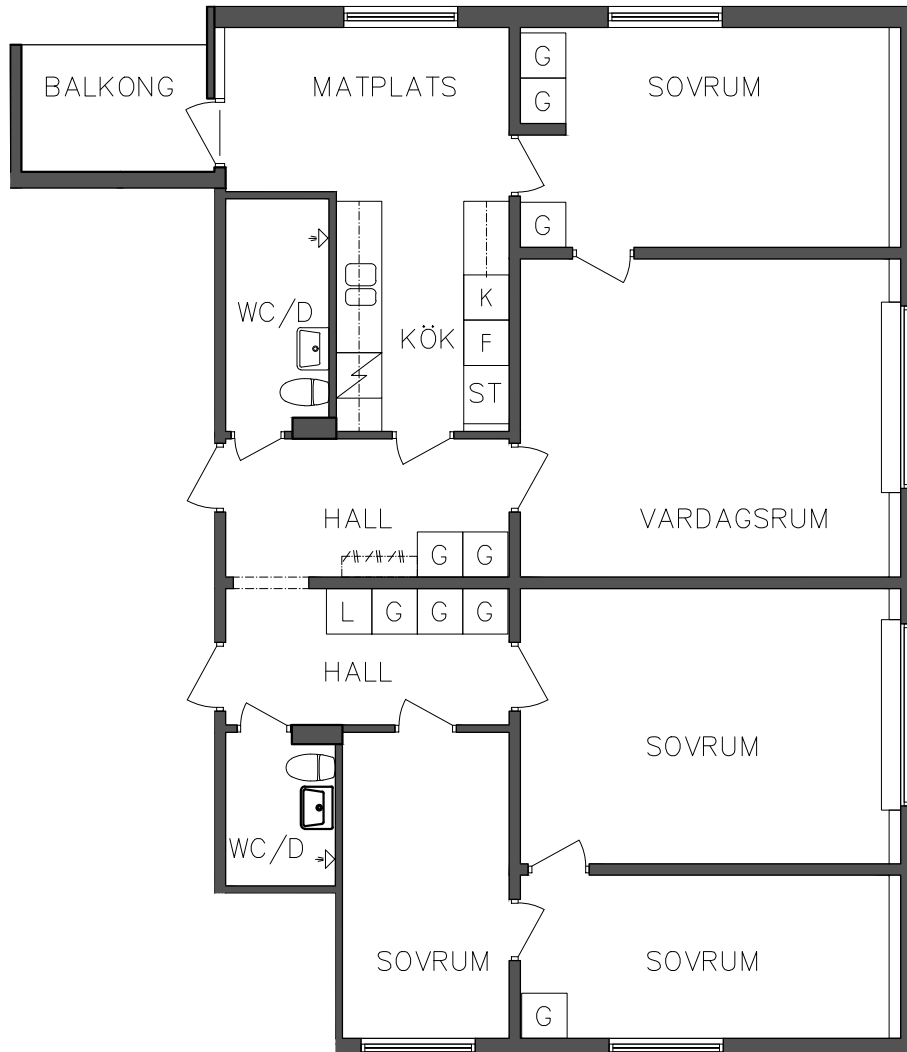 G
BALKONG MATPLATS SOVRUM
G
G
WC/D
K
KÖK F
ST
HALL VARDAGSRUM
G G
L G G G
HALL
SOVRUM
WC/D
SOVRUM SOVRUM
G